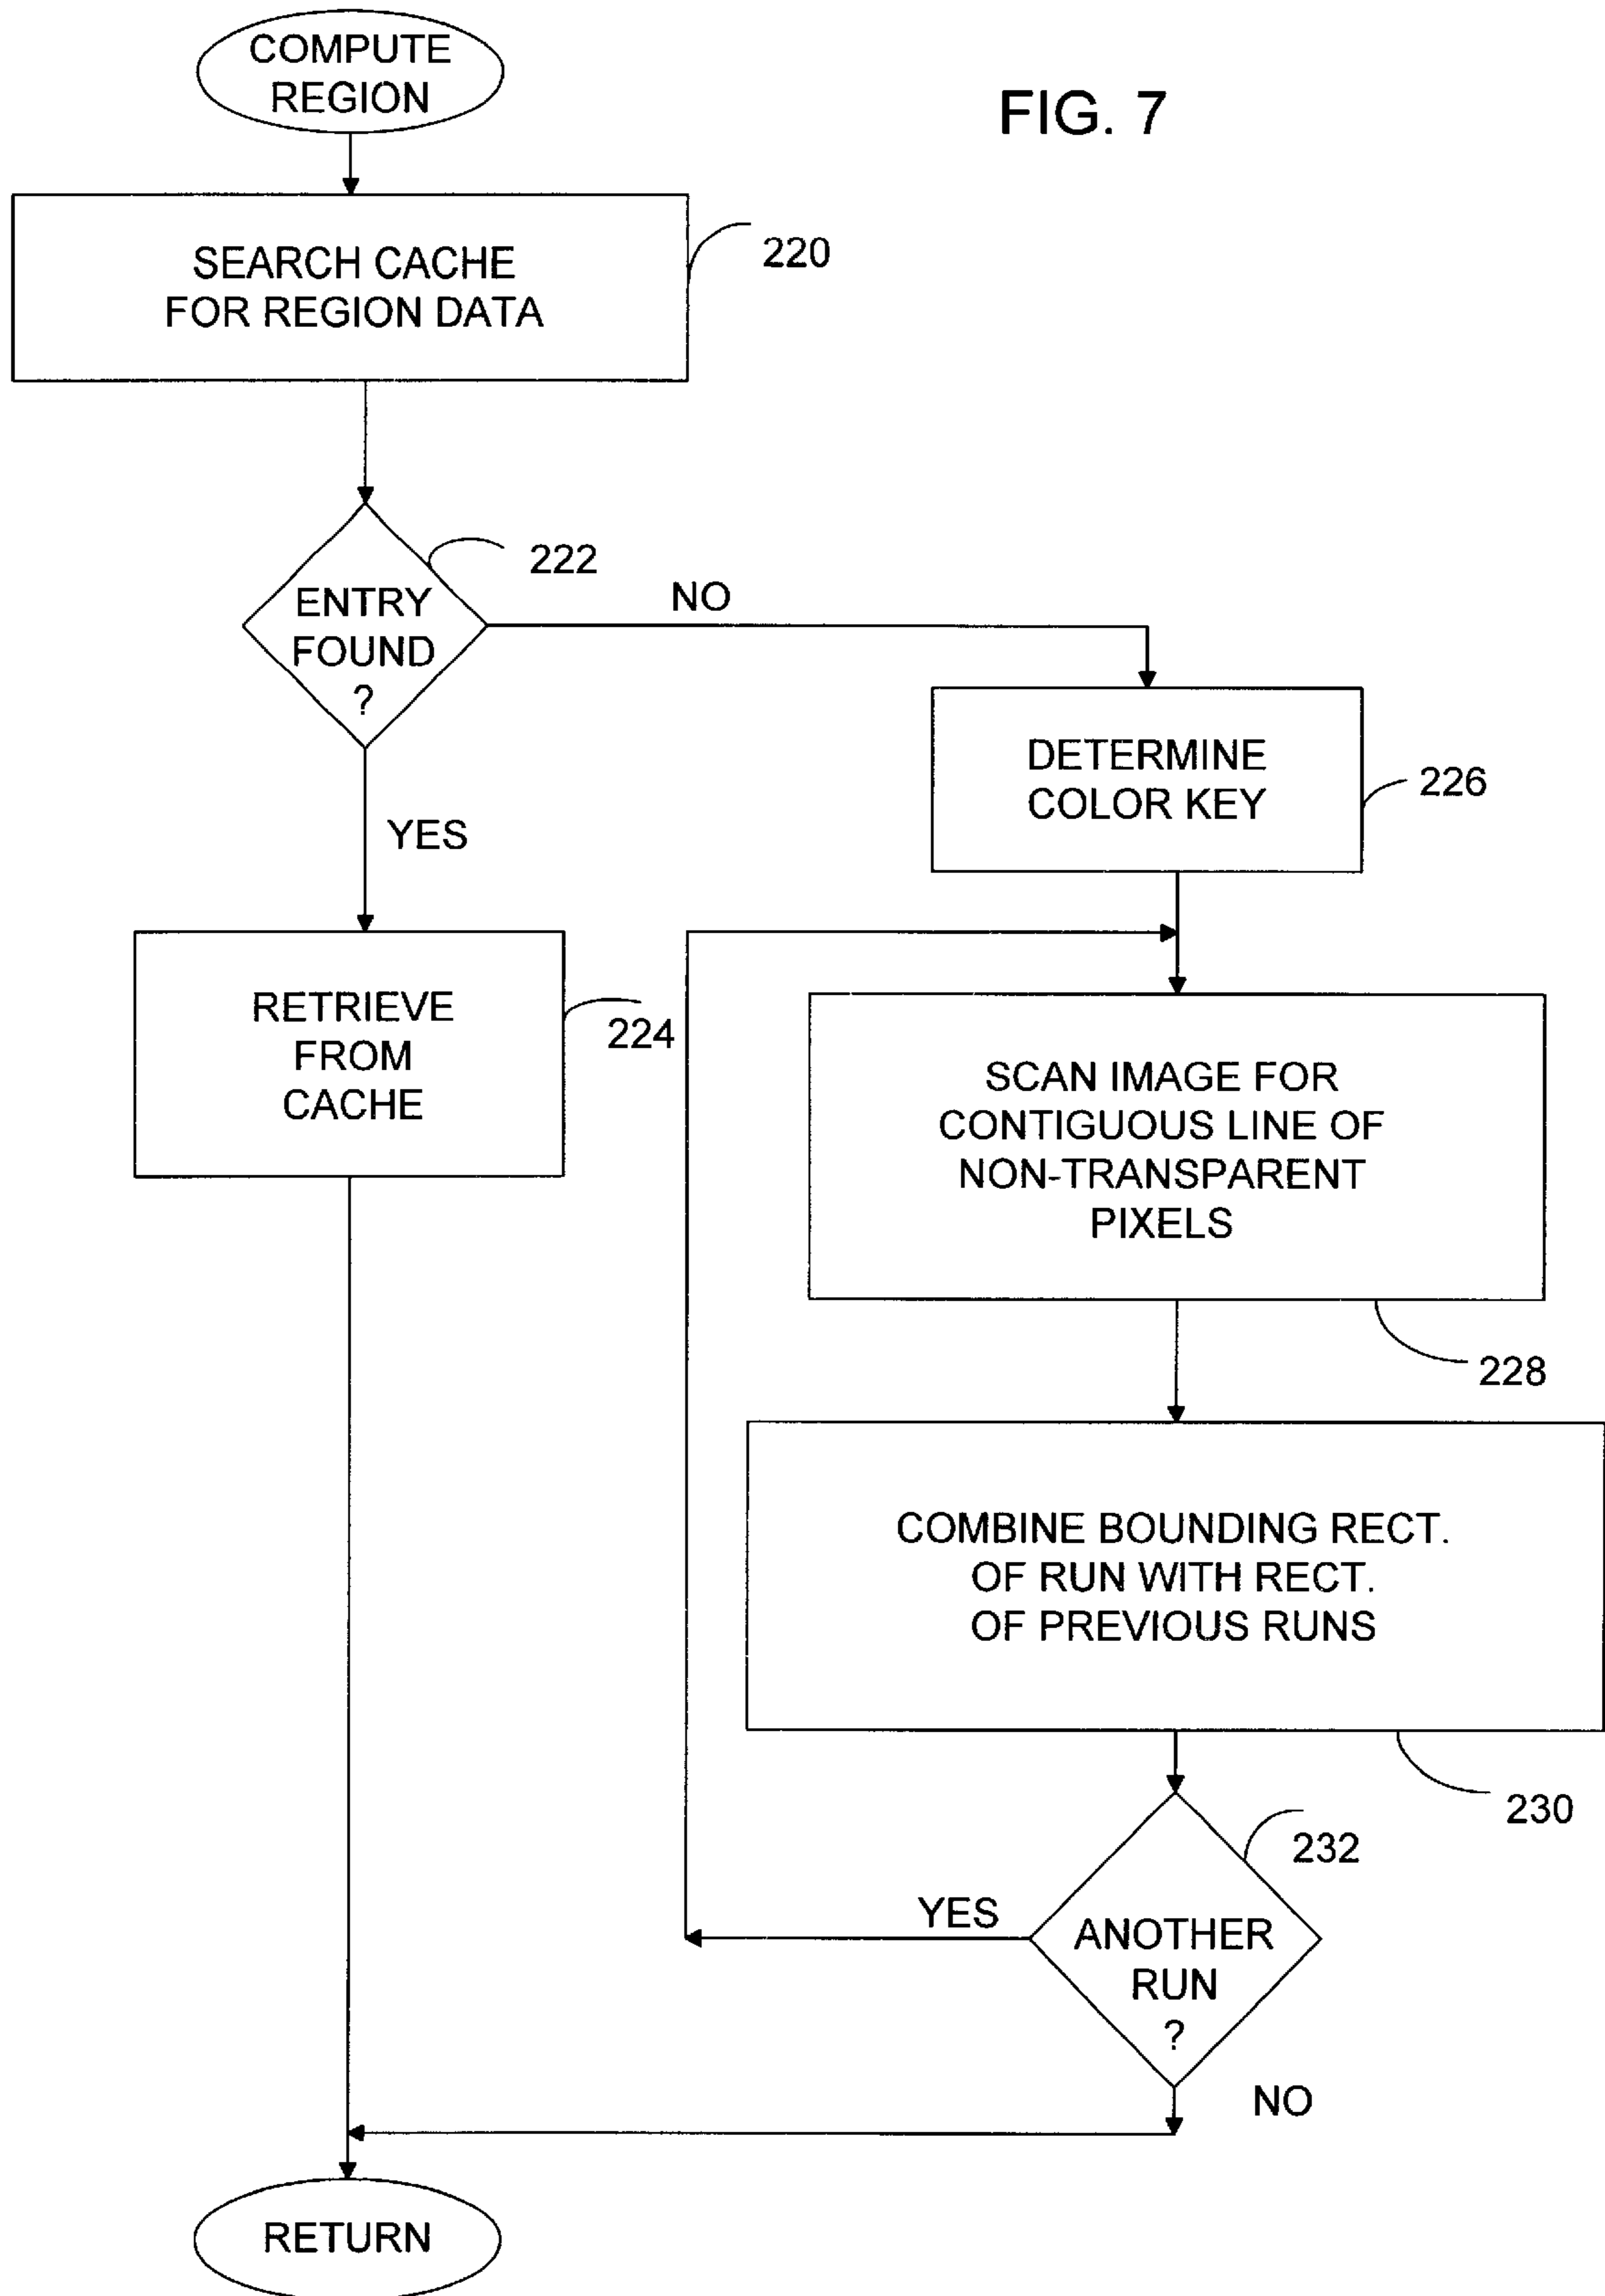 COMPUTE
REGION
FIG. 7
SEARCH CACHE
FOR REGION DATA
220
222
ENTRY
FOUND
?
NO
YES
DETERMINE
COLOR KEY
226
RETRIEVE
FROM
CACHE
224
SCAN IMAGE FOR
CONTIGUOUS LINE OF
NON-TRANSPARENT
PIXELS
228
COMBINE BOUNDING RECT.
OF RUN WITH RECT.
OF PREVIOUS RUNS
230
232
YES
ANOTHER
RUN
?
NO
RETURN